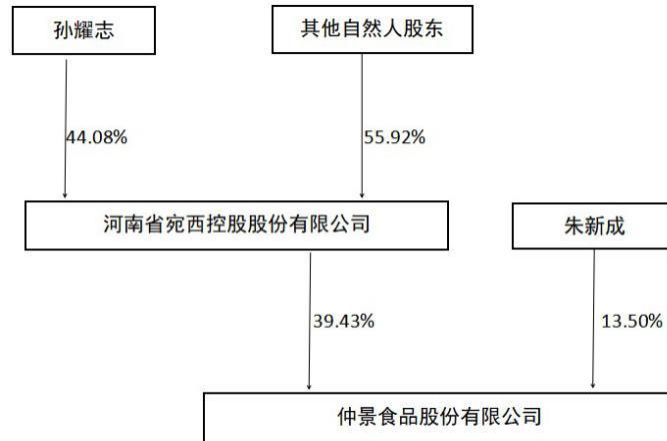 孙耀志
其他自然人股东
44.08%
55.92%
河南省宛西控股股份有限公司
朱新成
39.43%
13.50%
仲景食品股份有限公司